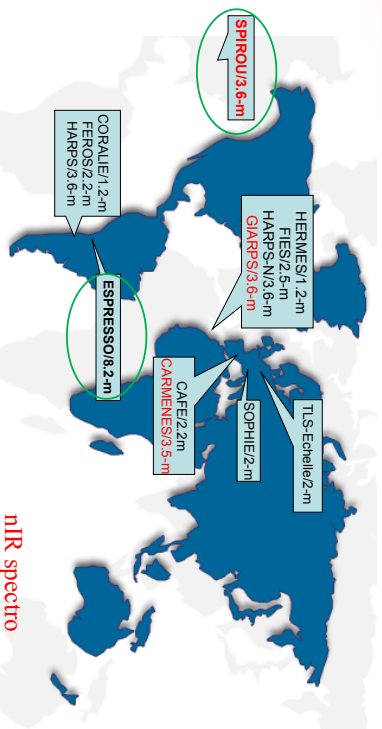 SPIROU/3.6-m
HERMES/1.2-m
FIES/2.5-m
HARPS-N/3.6-m
GIARPS/3.6-m
TLS-Echelle/2-m
SOPHIE/2-m
CAFE/2.2m
CARMENES/3.5-m
CORALIE/1.2-m
FEROS/2.2-m
HARPS/3.6-m
ESPRESSO/8.2-m
nIR spectro